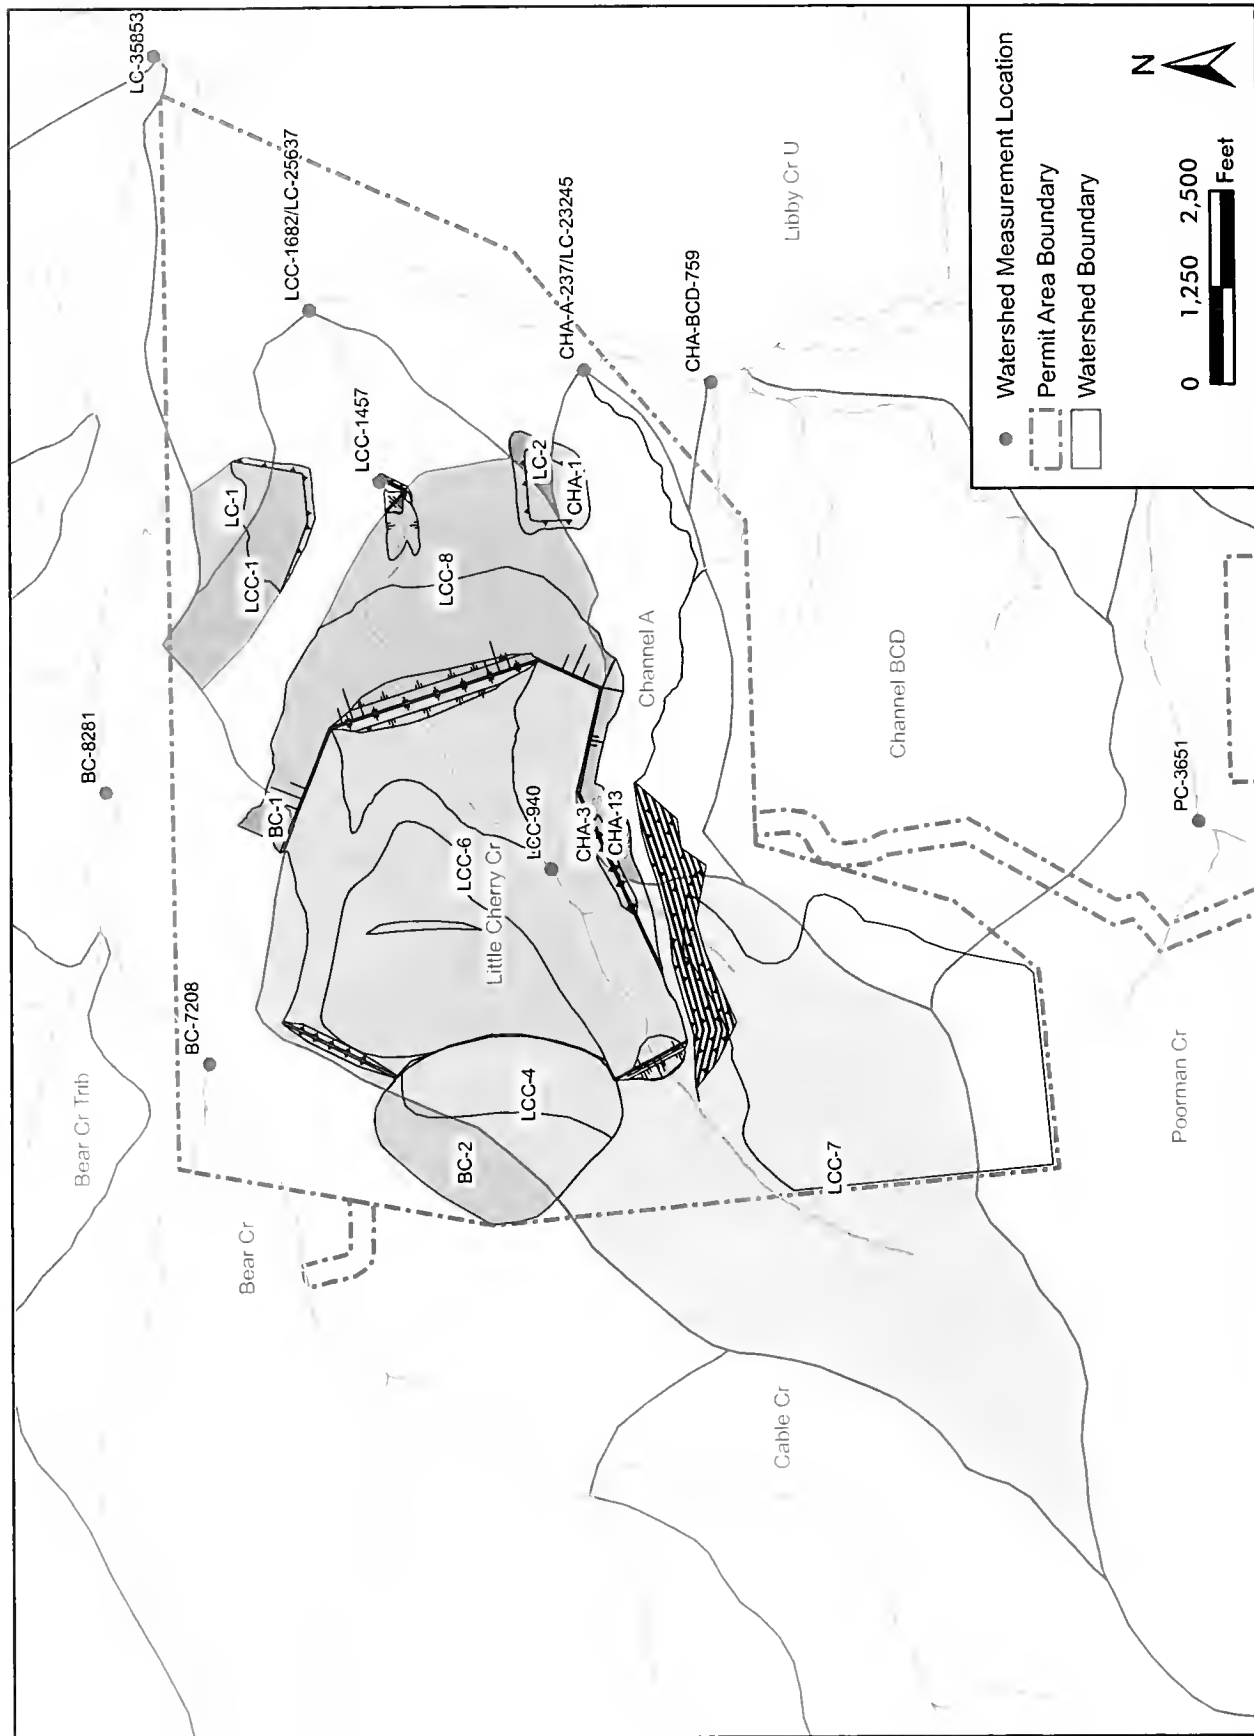 LC-35853
LCC-1682/LC-25637
CHA-A-237/LC-23245
CHA-BCD-759
Libby Cr U
LCC-1457
LC-1
LCC-1
LC-2
CHA-1
LCC-8
Channel A
Channel BCD
BC-8281
PC-3651
BC-1
CHA-3
CHA-13
LCC-940
LCC-6
Little Cherry Cr
BC-7208
LCC-4
BC-2
LCC-7
Poorman Cr
Bear Cr Trib
Bear Cr
Cable Cr
N
Watershed Measurement Location
Permit Area Boundary
Watershed Boundary
0 1,250 2,500
Feet